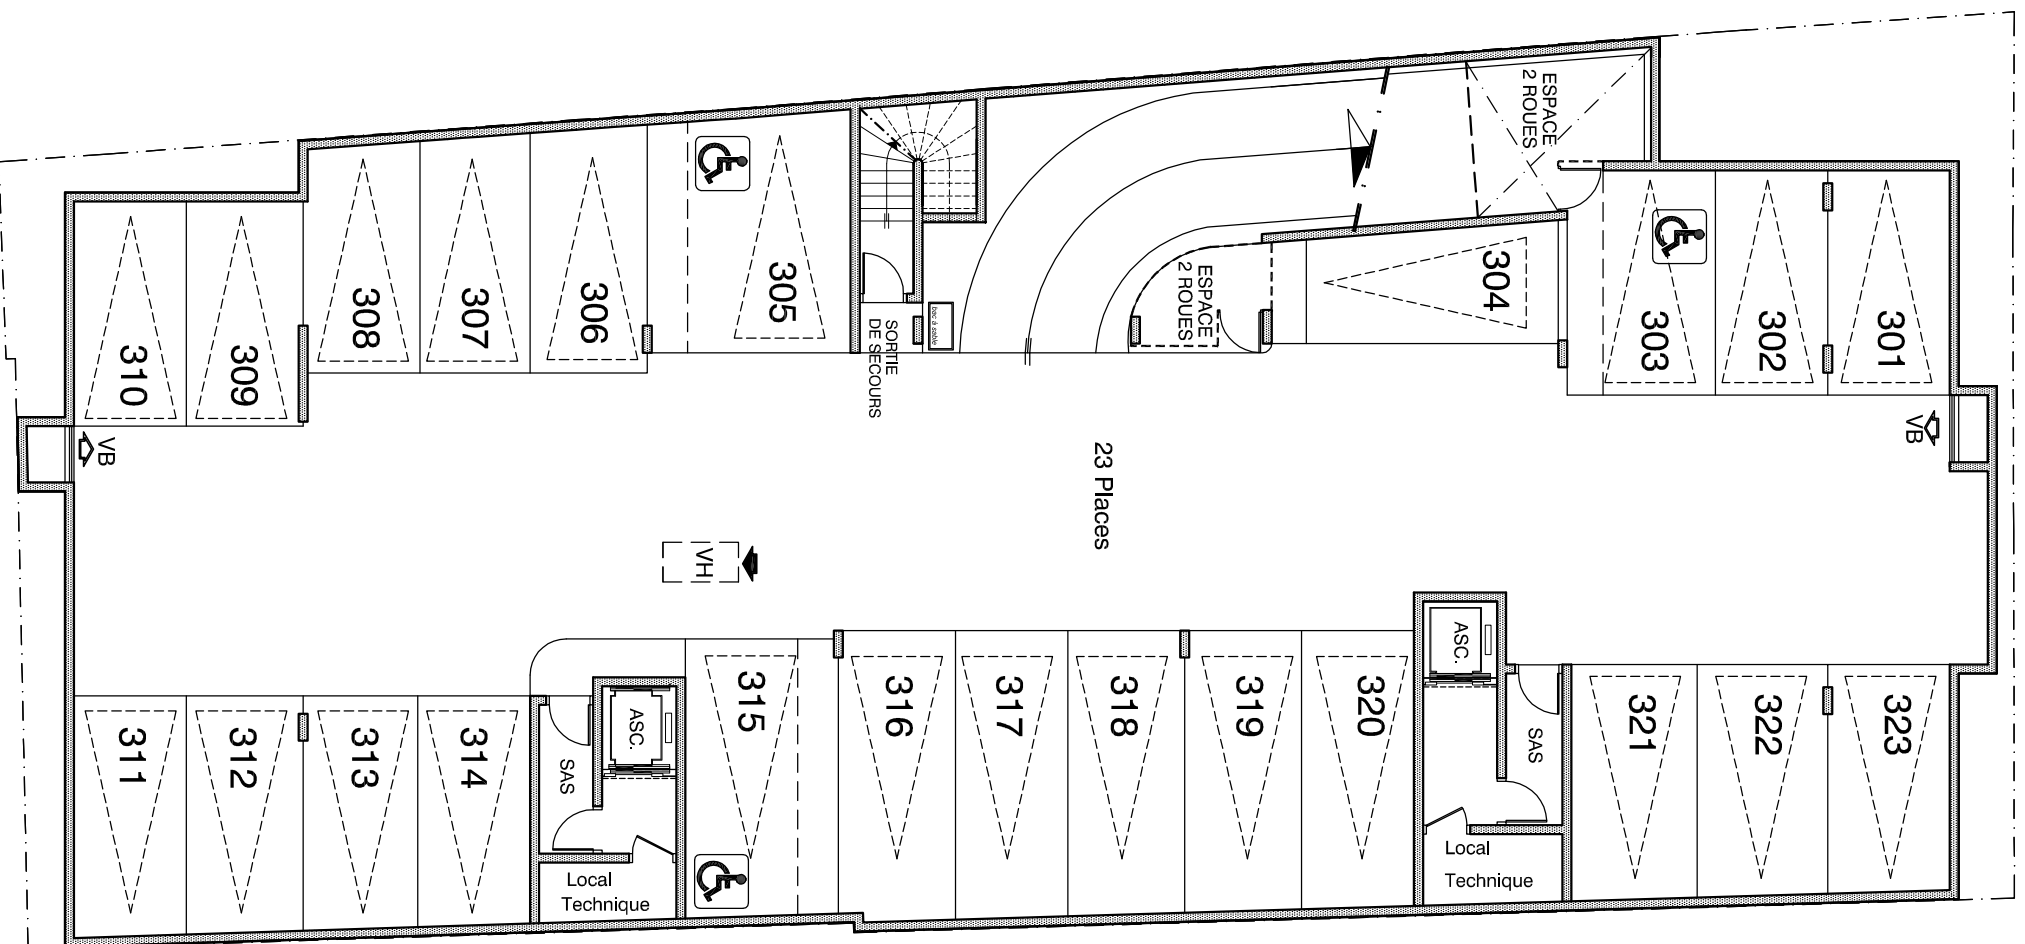 ESPACE
2 ROUES
310
309
308
307
306
305
SORTIE
DE SECOURS
bac à sable
ESPACE
2 ROUES
304
303
302
301
VB
VB
23 Places
VH
311
312
313
314
SAS
ASC.
Local
Technique
315
316
317
318
319
320
ASC.
SAS
Local
Technique
321
322
323